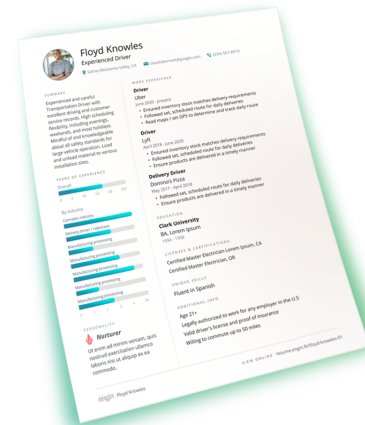 Floyd Knowles
Experienced Driver
SUMMARY
Experienced and careful
Transportation Driver with
excellent driving and customer
service records. High scheduling
flexibility, including evenings,
weekends, and most holidays.
Mindful and knowledgeable
about all safety standards for
large vehicle operation. Load
and unload material to various
installation sites.
YEARS OF EXPERIENCE
Overall
By Industry
Cannabis industry
Delivery driver / rideshare
Manufacturing processing
Manufacturing processing
Manufacturing processing
Manufacturing processing
Manufacturing processing
PERSONALITY
Nurturer
Ut enim ad minim veniam, quis
nostrud exercitation ullamco
laboris nisi ut aliquip ex ea
commodo.
WORK EXPERIENCE
Driver
Uber
June 2020 - present
• Ensured inventory stock matches delivery requirements
• Followed set, scheduled route for daily deliveries
• Read maps / set GPS to determine and track daily route
Driver
Lyft
April 2018 - June 2020
• Ensured inventory stock matches delivery requirements
• Followed set, scheduled route for daily deliveries
• Ensure products are delivered in a timely manner
Delivery Driver
Domino's Pizza
May 2017 - April 2018
• Followed set, scheduled route for daily deliveries
• Ensure products are delivered in a timely manner
EDUCATION
Clark University
BA, Lorem Ipsum
1994 - 1998
LICENSES & CERTIFICATIONS
Certified Master Electrician Lorem Ipsum, CA
Certified Master Electrician, OR
UNIQUE SKILLS
Fluent in Spanish
ADDITIONAL INFO
Age 21+
Legally authorized to work for any employer in the U.S
Valid driver's license and proof of insurance
Willing to commute up to 50 miles
Floyd Knowles
VIEW ONLINE